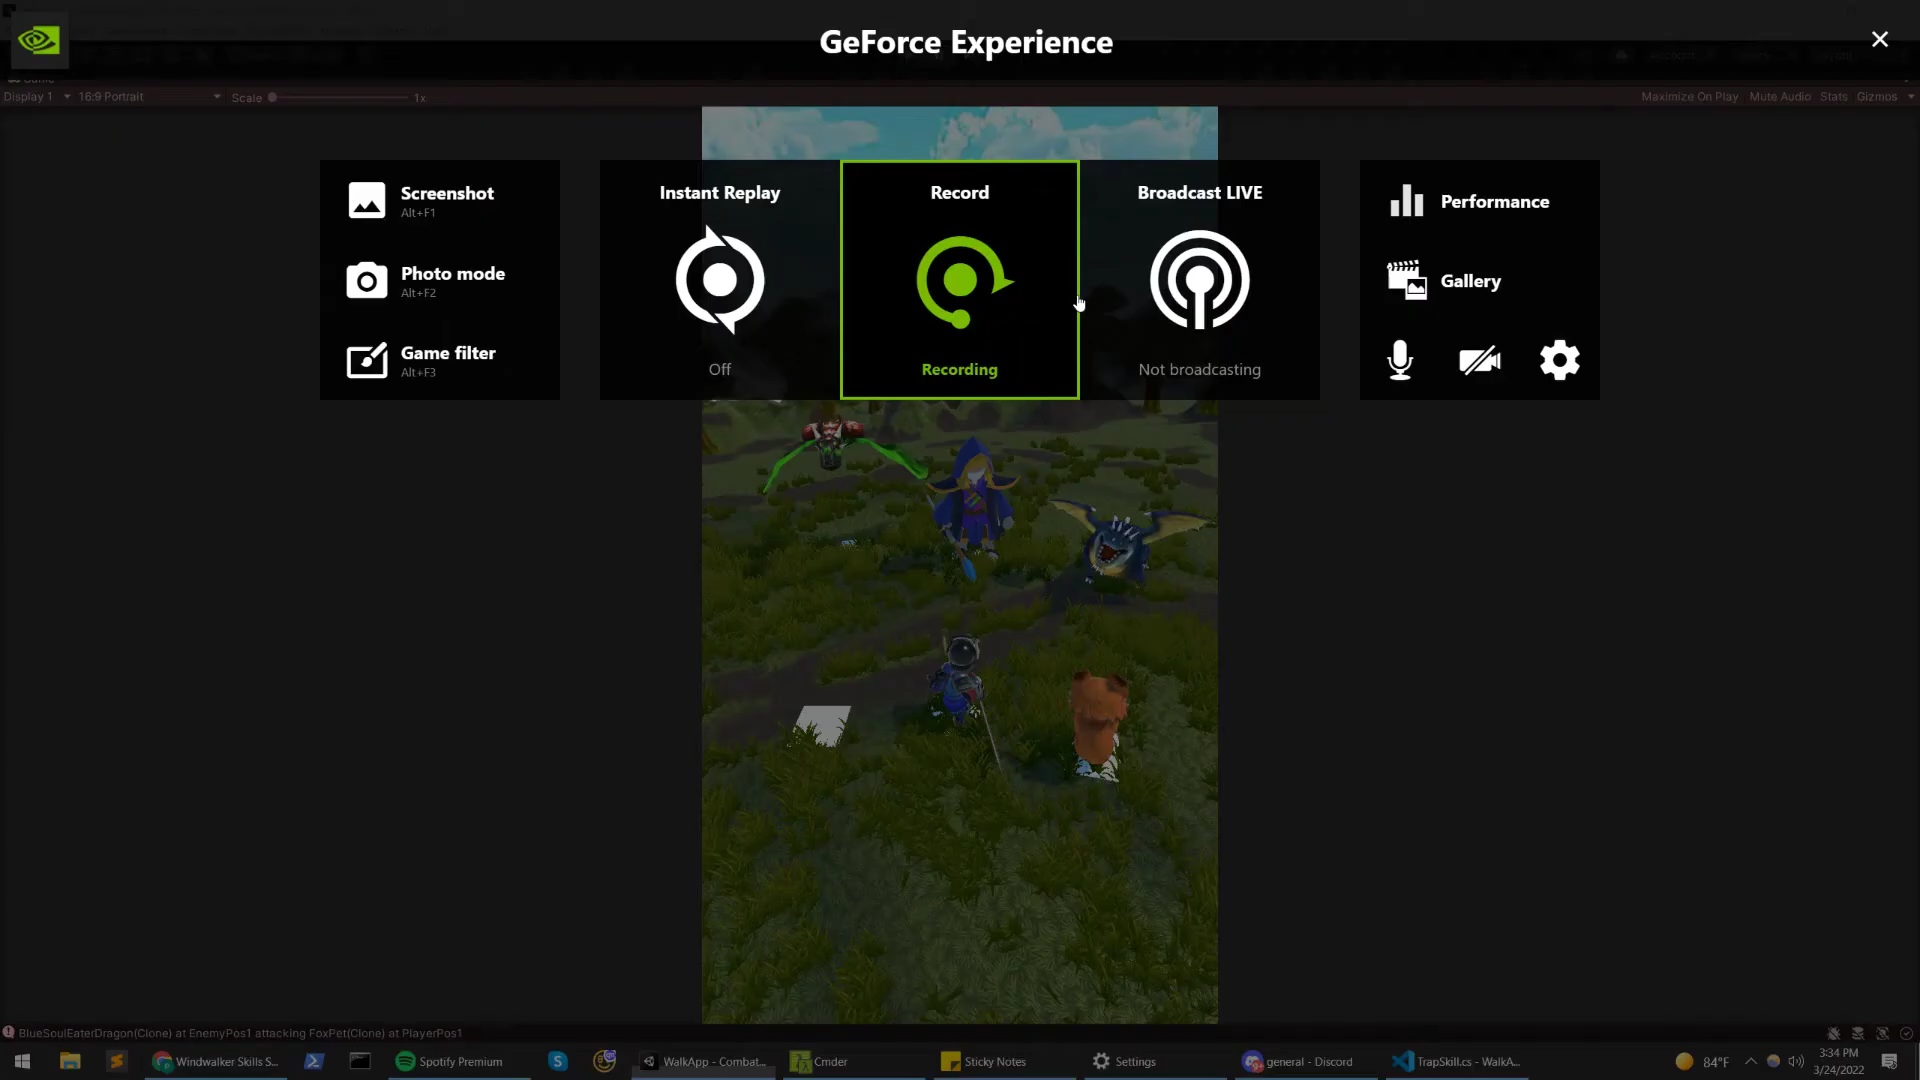 GeForce Experience
Display 1
16:9 Portrait
Scale
1x
Maximize On Play
Mute Audio
Stats
Gizmos
Screenshot
Alt+F1
Photo mode
Alt+F2
Game filter
Alt+F3
Instant Replay
Off
Record
Recording
Broadcast LIVE
Not broadcasting
Performance
Gallery
BlueSoulEaterDragon(Clone) at EnemyPos1 attacking FoxPet(Clone) at PlayerPos1
Windwalker Skills S...
Spotify Premium
WalkApp - Combat...
Cmder
Sticky Notes
Settings
general - Discord
TrapSkill.cs - WalkA...
84°F
3:34 PM
3/24/2022